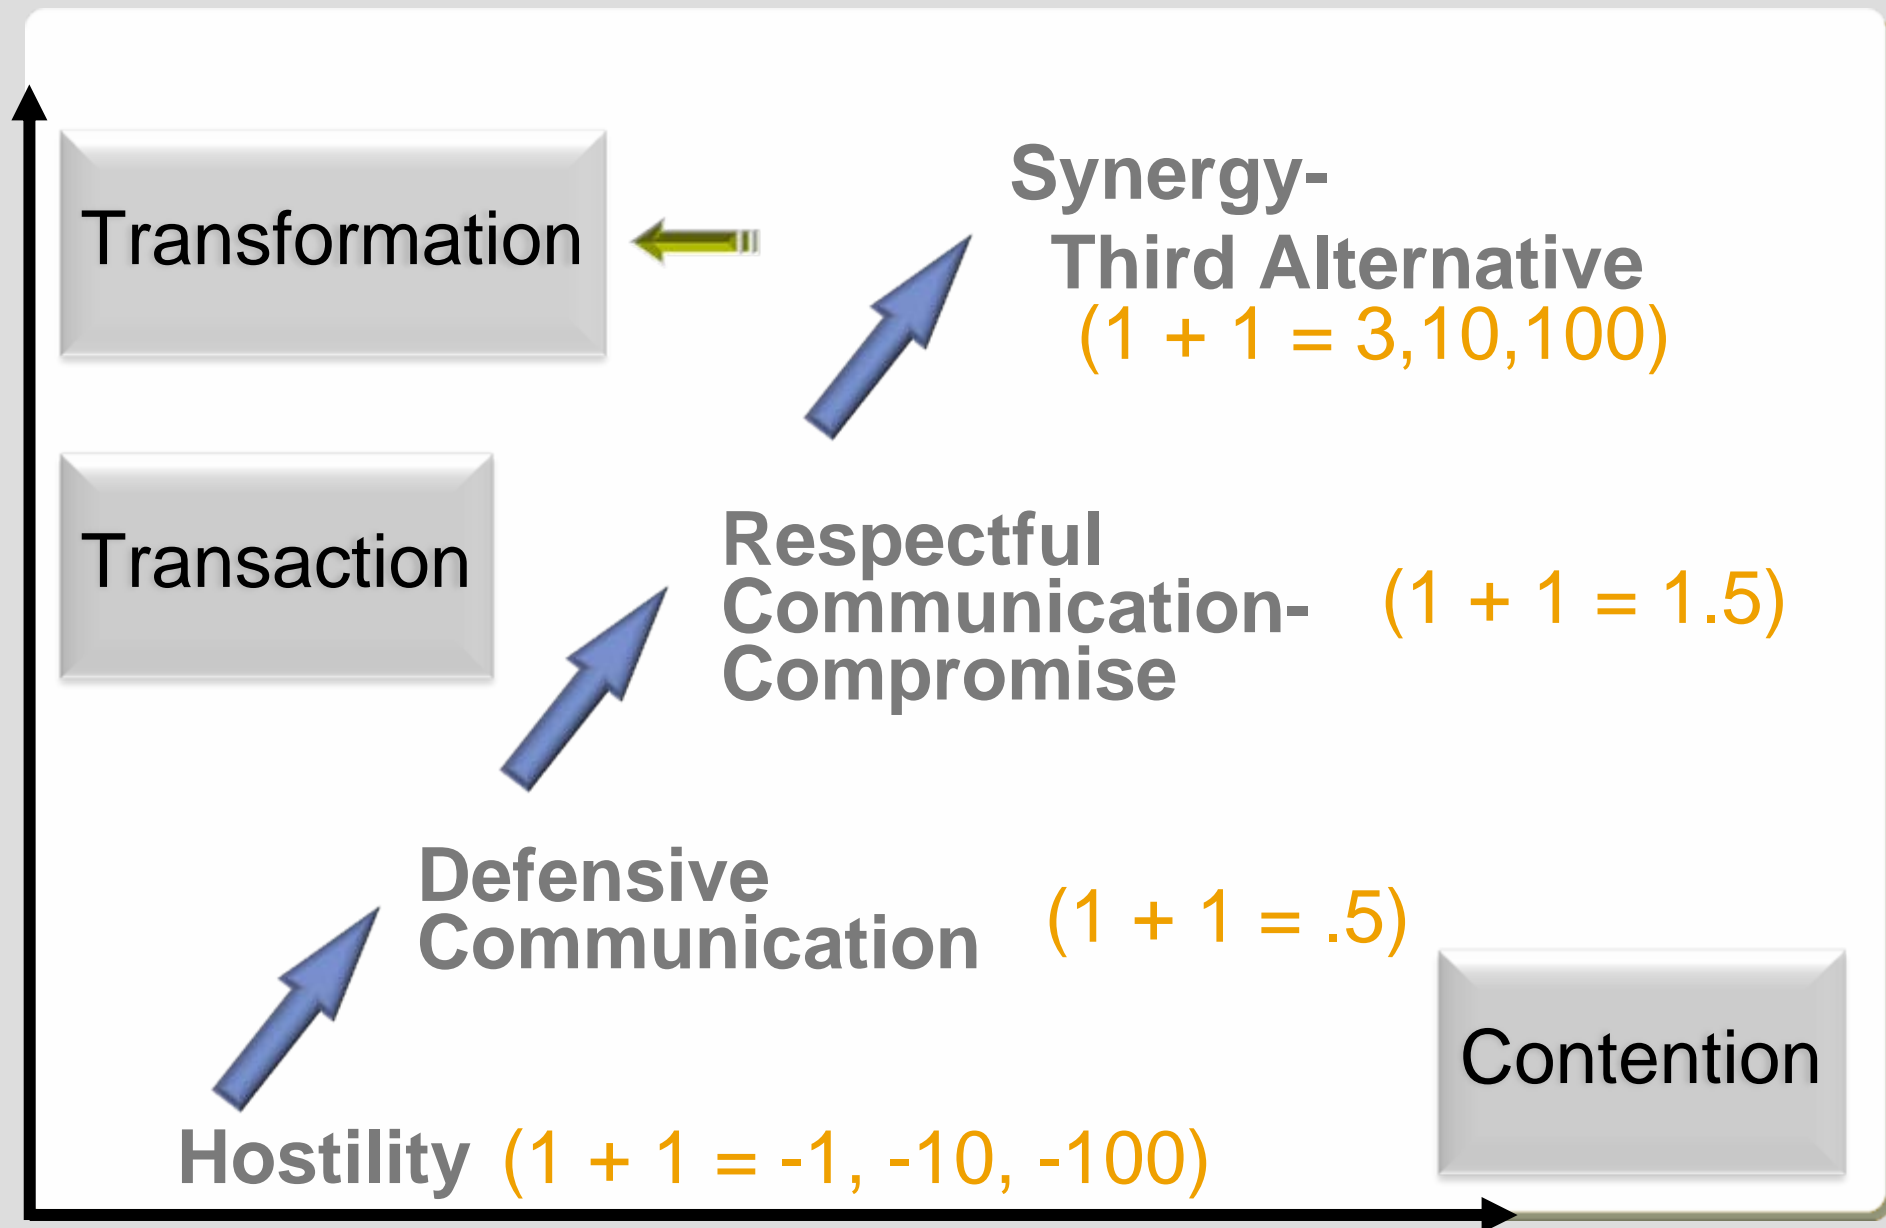 Synergy-
Transformation
Third Alternative
(1 + 1 = 3,10,100)
Transaction
Respectful
Communication-
Compromise
(1 + 1 = 1.5)
Defensive
Communication
(1 + 1 = .5)
Contention
Hostility (1 + 1 = -1, -10, -100)